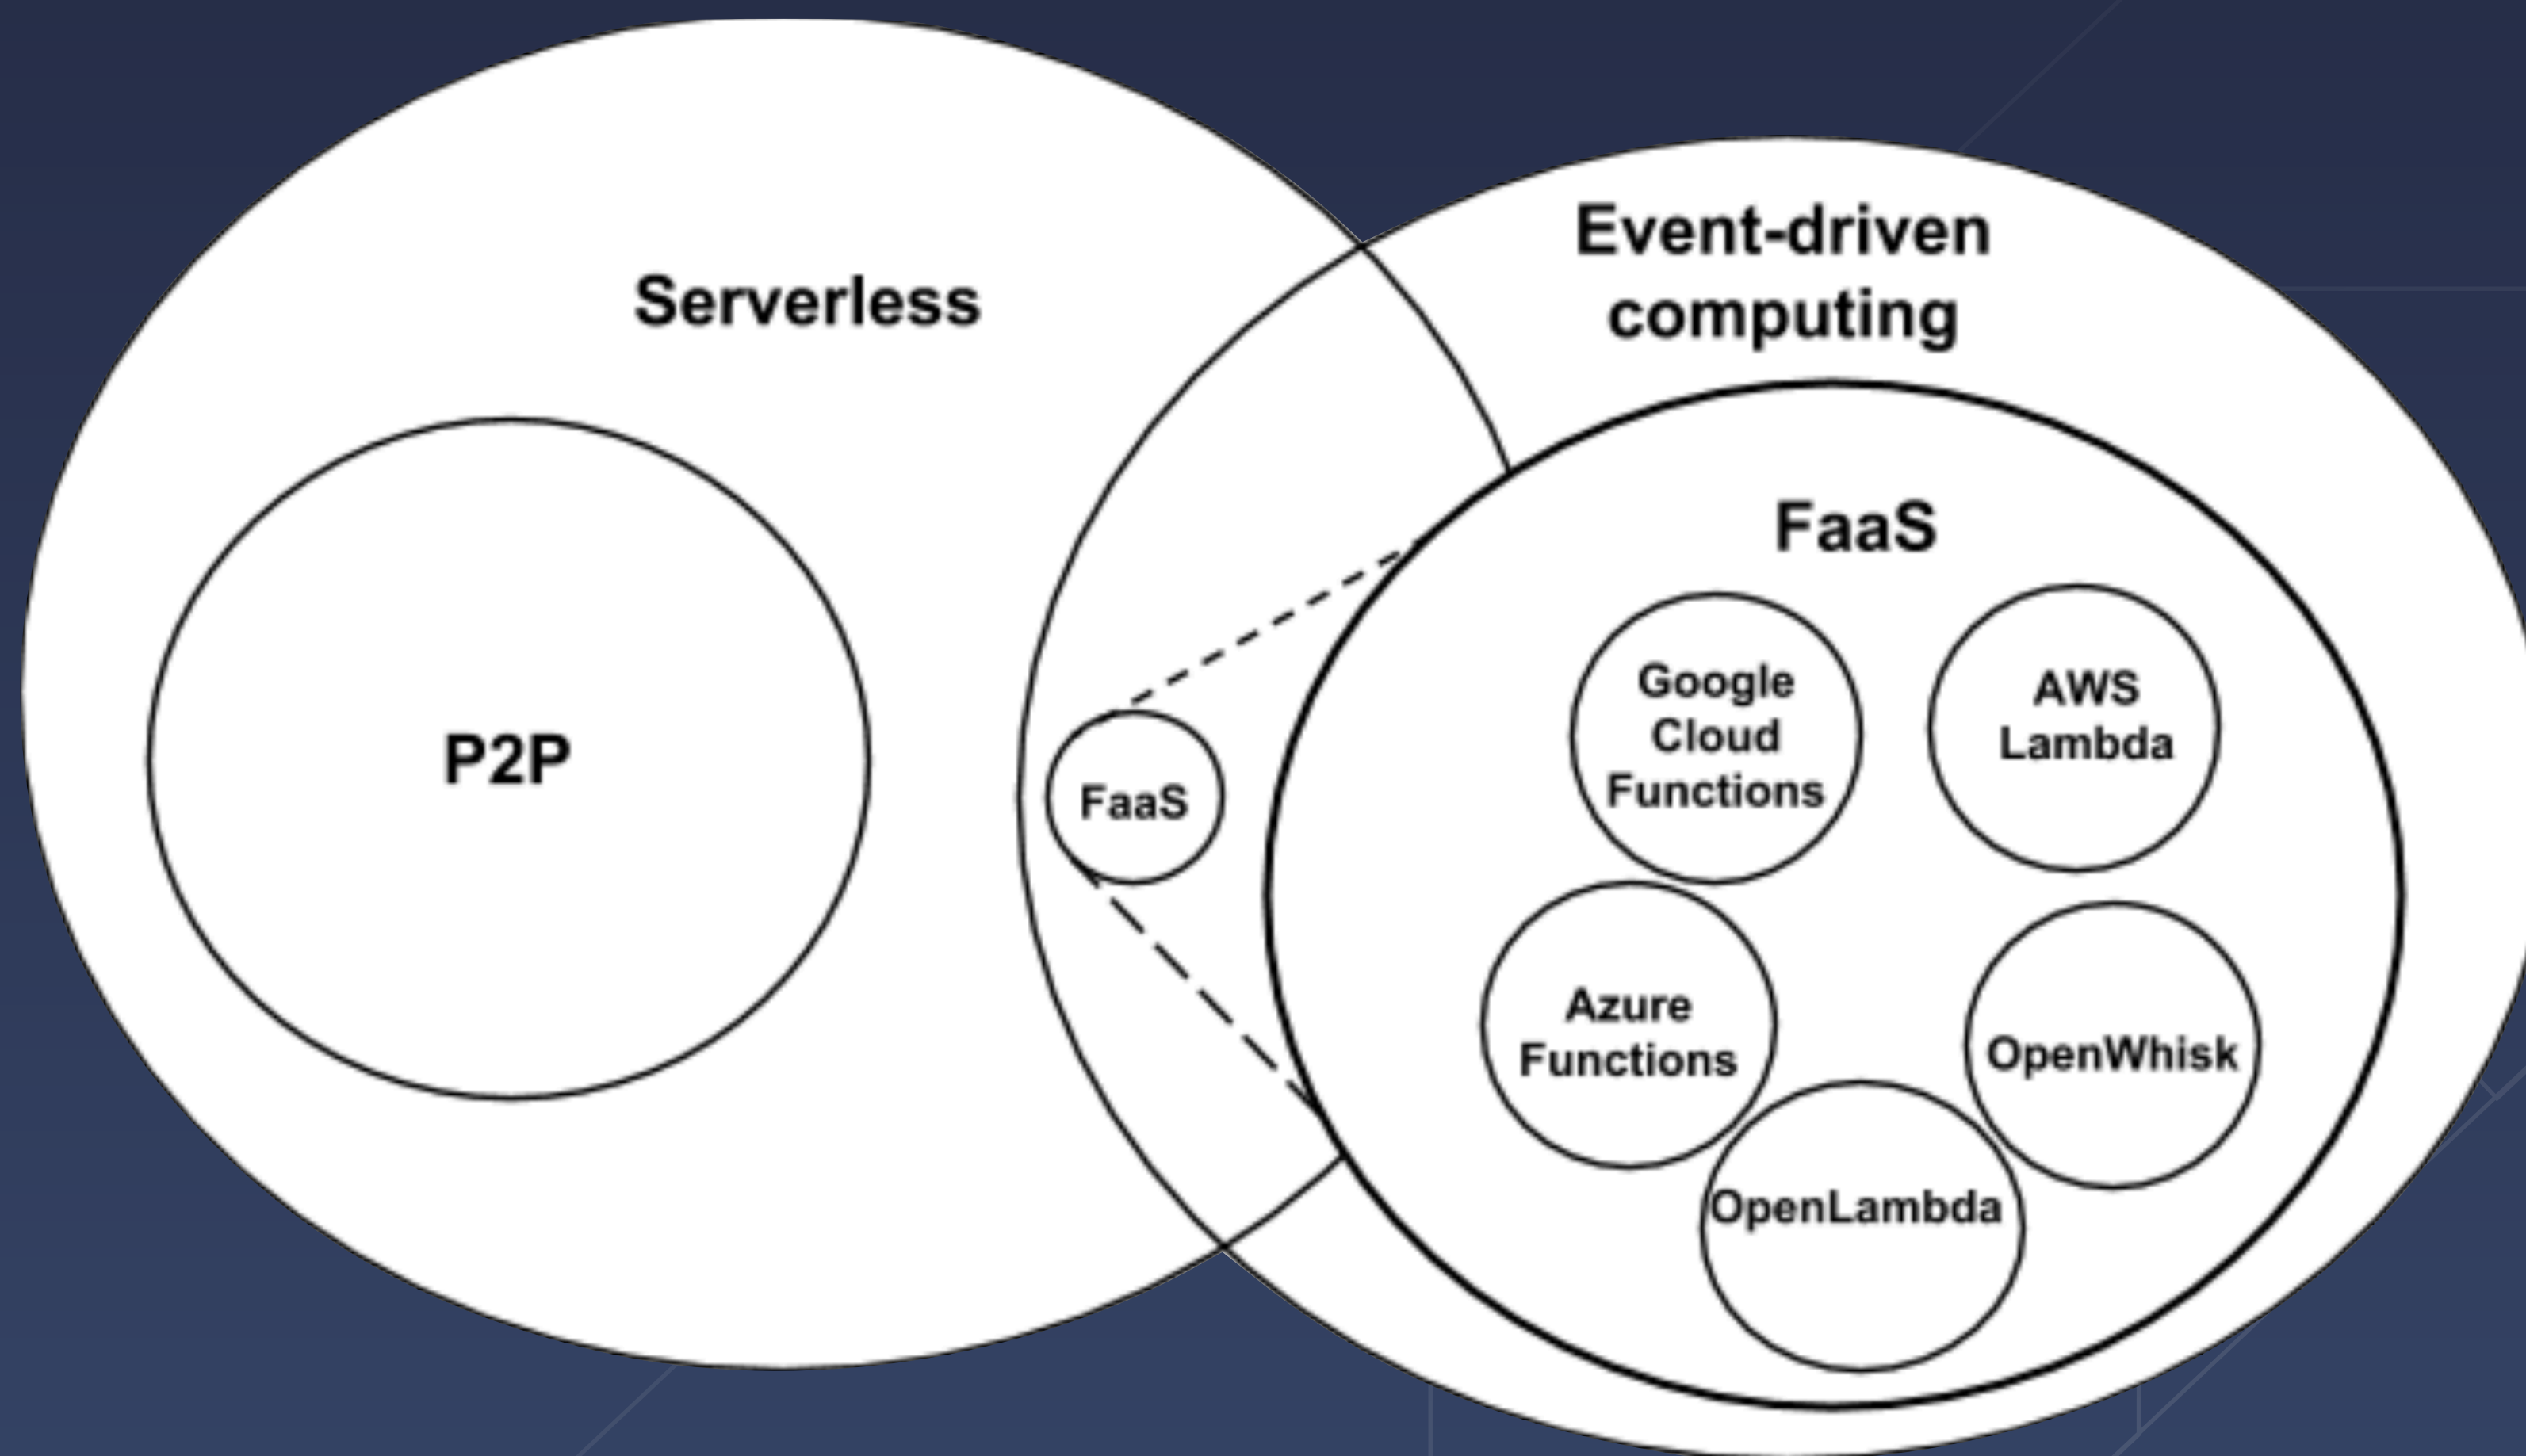 Serverless
Event-driven
computing
P2P
FaaS
FaaS
Google
Cloud
Functions
AWS
Lambda
Azure
Functions
OpenWhisk
OpenLambda